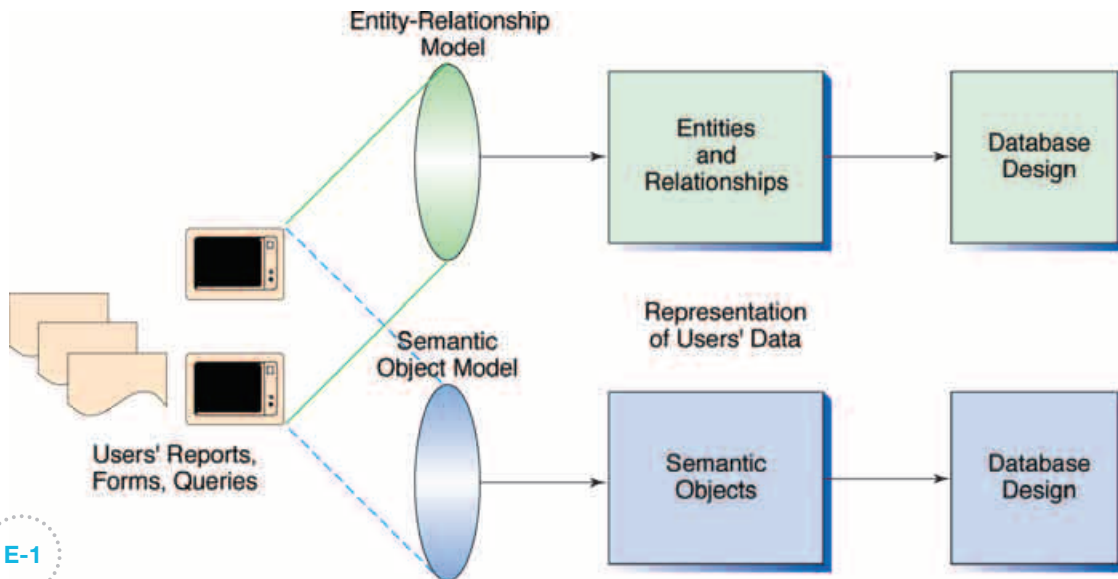 Entity-Relationship
Model
Entities
and
Relationships
Database
Design
Representation
of Users' Data
Semantic
Object Model
Users' Reports,
Forms, Queries
Semantic
Objects
Database
Design
E-1